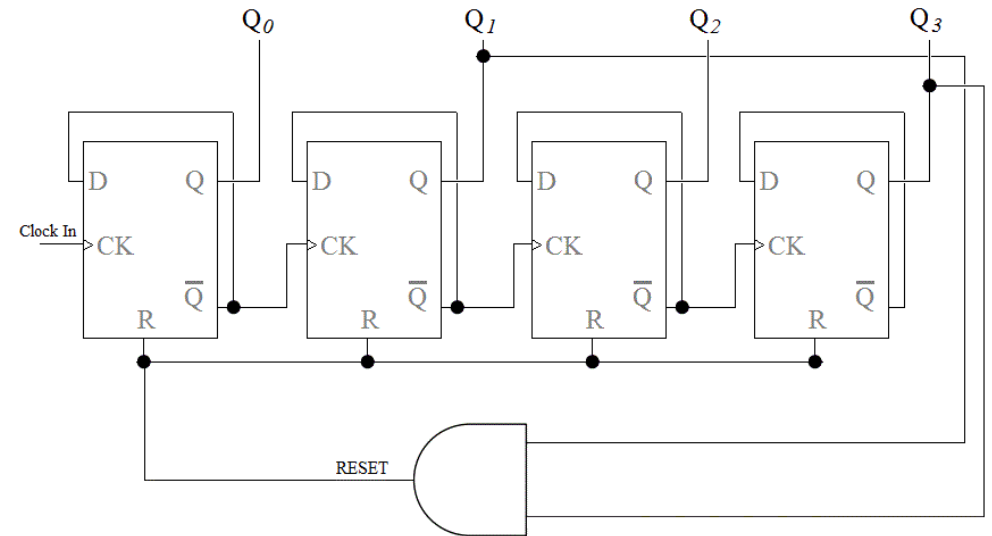 Q0 Q1 Q2 Q3
D Q D Q D Q D Q
Clock In
CK CK CK CK
Q̅ Q̅ Q̅ Q̅
R R R R
RESET